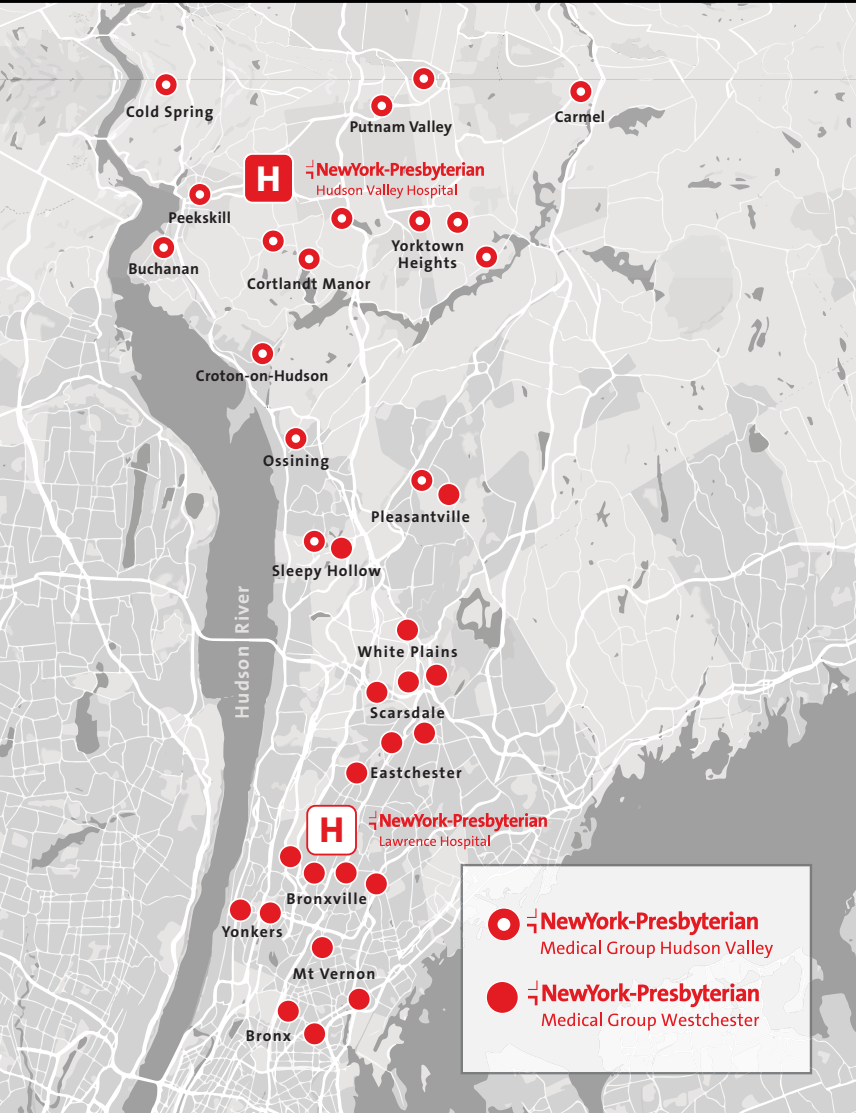 Cold Spring
Putnam Valley
Carmel
H
NewYork-Presbyterian
Hudson Valley Hospital
Peekskill
Buchanan
Yorktown
Heights
Cortlandt Manor
Croton-on-Hudson
Ossining
Pleasantville
Sleepy Hollow
Hudson River
White Plains
Scarsdale
Eastchester
H
NewYork-Presbyterian
Lawrence Hospital
Bronxville
Yonkers
Mt Vernon
Bronx
NewYork-Presbyterian
Medical Group Hudson Valley
NewYork-Presbyterian
Medical Group Westchester